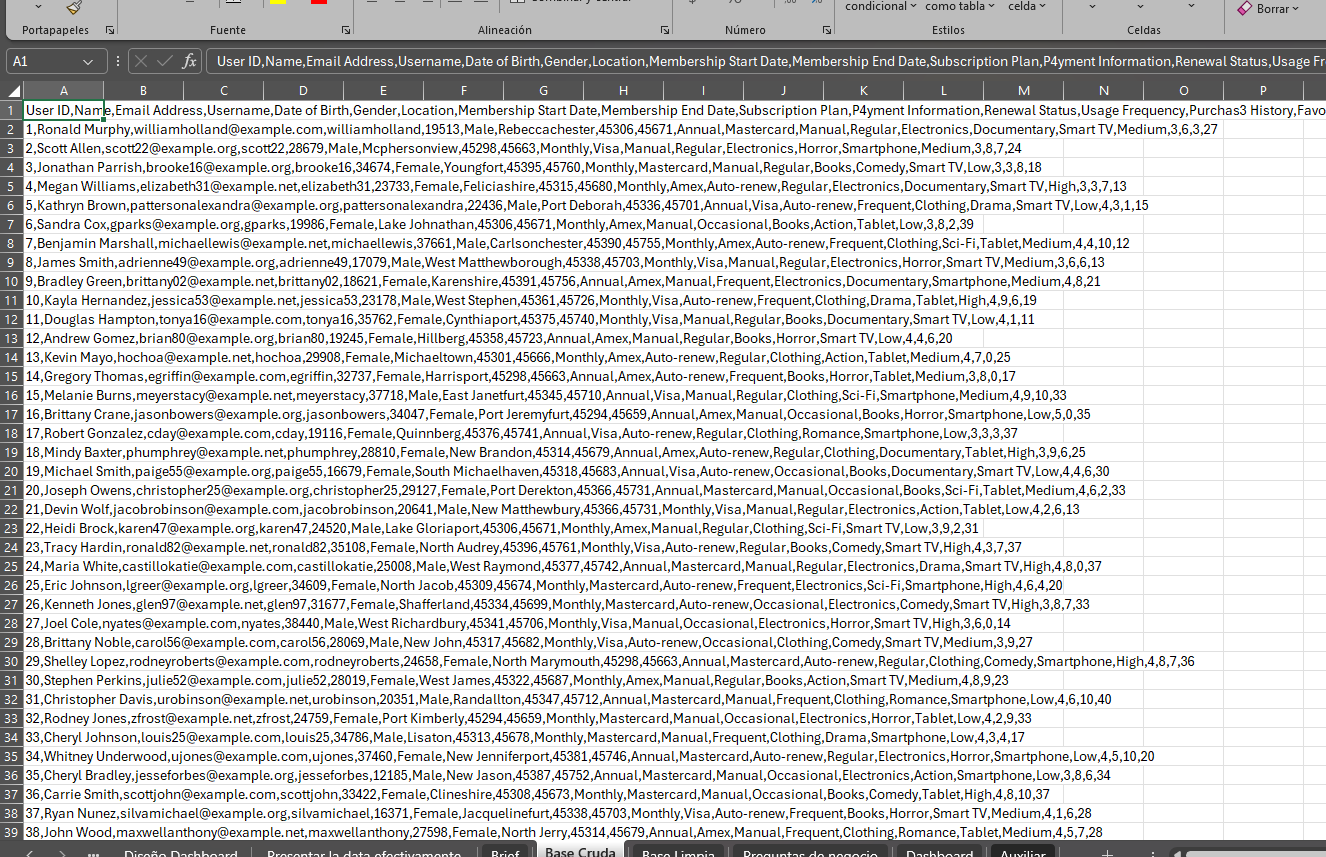 condicional como tabla celda Borrar
Portapapeles Fuente Alineación Número Estilos Celdas
A1 fx User ID,Name,Email Address,Username,Date of Birth,Gender,Location,Membership Start Date,Membership End Date,Subscription Plan,P4yment Information,Renewal Status,Usage Fr
A B C D E F G H I J K L M N O P
1 User ID,Name,Email Address,Username,Date of Birth,Gender,Location,Membership Start Date,Membership End Date,Subscription Plan,P4yment Information,Renewal Status,Usage Frequency,Purchas3 History,Favo
2 1,Ronald Murphy,williamholland@example.com,williamholland,19513,Male,Rebeccachester,45306,45671,Annual,Mastercard,Manual,Regular,Electronics,Documentary,Smart TV,Medium,3,6,3,27
3 2,Scott Allen,scott22@example.org,scott22,28679,Male,Mcphersonview,45298,45663,Monthly,Visa,Manual,Regular,Electronics,Horror,Smartphone,Medium,3,8,7,24
4 3,Jonathan Parrish,brooke16@example.org,brooke16,34674,Female,Youngfort,45395,45760,Monthly,Mastercard,Manual,Regular,Books,Comedy,Smart TV,Low,3,3,8,18
5 4,Megan Williams,elizabeth31@example.net,elizabeth31,23733,Female,Feliciashire,45315,45680,Monthly,Amex,Auto-renew,Regular,Electronics,Documentary,Smart TV,High,3,3,7,13
6 5,Kathryn Brown,pattersonalexandra@example.org,pattersonalexandra,22436,Male,Port Deborah,45336,45701,Annual,Visa,Auto-renew,Frequent,Clothing,Drama,Smart TV,Low,4,3,1,15
7 6,Sandra Cox,gparks@example.org,gparks,19986,Female,Lake Johnathan,45306,45671,Monthly,Amex,Manual,Occasional,Books,Action,Tablet,Low,3,8,2,39
8 7,Benjamin Marshall,michaellewis@example.net,michaellewis,37661,Male,Carlsonchester,45390,45755,Monthly,Amex,Auto-renew,Frequent,Clothing,Sci-Fi,Tablet,Medium,4,4,10,12
9 8,James Smith,adrienne49@example.org,adrienne49,17079,Male,West Matthewborough,45338,45703,Monthly,Visa,Manual,Regular,Electronics,Horror,Smart TV,Medium,3,6,6,13
10 9,Bradley Green,brittany02@example.net,brittany02,18621,Female,Karenshire,45391,45756,Annual,Amex,Manual,Frequent,Electronics,Documentary,Smartphone,Medium,4,8,21
11 10,Kayla Hernandez,jessica53@example.net,jessica53,23178,Male,West Stephen,45361,45726,Monthly,Visa,Auto-renew,Frequent,Clothing,Drama,Tablet,High,4,9,6,19
12 11,Douglas Hampton,tonya16@example.com,tonya16,35762,Female,Cynthiaport,45375,45740,Monthly,Visa,Manual,Regular,Books,Documentary,Smart TV,Low,4,1,11
13 12,Andrew Gomez,brian80@example.org,brian80,19245,Female,Hillberg,45358,45723,Annual,Amex,Manual,Regular,Books,Horror,Smart TV,Low,4,4,6,20
14 13,Kevin Mayo,hochoa@example.net,hochoa,29908,Female,Michaeltown,45301,45666,Monthly,Amex,Auto-renew,Regular,Clothing,Action,Tablet,Medium,4,7,0,25
15 14,Gregory Thomas,egriffin@example.com,egriffin,32737,Female,Harrisport,45298,45663,Annual,Amex,Auto-renew,Frequent,Books,Horror,Tablet,Medium,3,8,0,17
16 15,Melanie Burns,meyerstacy@example.net,meyerstacy,37718,Male,East Janetfurt,45345,45710,Annual,Visa,Manual,Regular,Clothing,Sci-Fi,Smartphone,Medium,4,9,10,33
17 16,Brittany Crane,jasonbowers@example.org,jasonbowers,34047,Female,Port Jeremyfurt,45294,45659,Annual,Amex,Manual,Occasional,Books,Horror,Smartphone,Low,5,0,35
18 17,Robert Gonzalez,cday@example.com,cday,19116,Female,Quinnberg,45376,45741,Annual,Visa,Auto-renew,Regular,Clothing,Romance,Smartphone,Low,3,3,3,37
19 18,Mindy Baxter,phumphrey@example.net,phumphrey,28810,Female,New Brandon,45314,45679,Annual,Amex,Auto-renew,Regular,Clothing,Documentary,Tablet,High,3,9,6,25
20 19,Michael Smith,paige55@example.org,paige55,16679,Female,South Michaelhaven,45318,45683,Annual,Visa,Auto-renew,Occasional,Books,Documentary,Smart TV,Low,4,4,6,30
21 20,Joseph Owens,christopher25@example.org,christopher25,29127,Female,Port Derekton,45366,45731,Annual,Mastercard,Manual,Occasional,Books,Sci-Fi,Tablet,Medium,4,6,2,33
22 21,Devin Wolf,jacobrobinson@example.com,jacobrobinson,20641,Male,New Matthewbury,45366,45731,Monthly,Visa,Manual,Regular,Electronics,Action,Tablet,Low,4,2,6,13
23 22,Heidi Brock,karen47@example.org,karen47,24520,Male,Lake Gloriaport,45306,45671,Monthly,Amex,Manual,Regular,Clothing,Sci-Fi,Smart TV,Low,3,9,2,31
24 23,Tracy Hardin,ronald82@example.net,ronald82,35108,Female,North Audrey,45396,45761,Monthly,Visa,Auto-renew,Regular,Books,Comedy,Smart TV,High,4,3,7,37
25 24,Maria White,castillokatie@example.com,castillokatie,25008,Male,West Raymond,45377,45742,Annual,Mastercard,Manual,Regular,Electronics,Drama,Smart TV,High,4,8,0,37
26 25,Eric Johnson,lgreer@example.org,lgreer,34609,Female,North Jacob,45309,45674,Monthly,Mastercard,Auto-renew,Frequent,Electronics,Sci-Fi,Smartphone,High,4,6,4,20
27 26,Kenneth Jones,glen97@example.net,glen97,31677,Female,Shafferland,45334,45699,Monthly,Mastercard,Auto-renew,Occasional,Electronics,Comedy,Smart TV,High,3,8,7,33
28 27,Joel Cole,nyates@example.com,nyates,38440,Male,West Richardbury,45341,45706,Monthly,Visa,Manual,Occasional,Electronics,Horror,Smart TV,High,3,6,0,14
29 28,Brittany Noble,carol56@example.com,carol56,28069,Male,New John,45317,45682,Monthly,Visa,Auto-renew,Occasional,Clothing,Comedy,Smart TV,Medium,3,9,27
30 29,Shelley Lopez,rodneyroberts@example.com,rodneyroberts,24658,Female,North Marymouth,45298,45663,Annual,Mastercard,Auto-renew,Regular,Clothing,Comedy,Smartphone,High,4,8,7,36
31 30,Stephen Perkins,julie52@example.com,julie52,28019,Female,West James,45322,45687,Monthly,Amex,Manual,Regular,Books,Action,Smart TV,Medium,4,8,9,23
32 31,Christopher Davis,urobinson@example.net,urobinson,20351,Male,Randallton,45347,45712,Annual,Mastercard,Manual,Frequent,Clothing,Romance,Smartphone,Low,4,6,10,40
33 32,Rodney Jones,zfrost@example.net,zfrost,24759,Female,Port Kimberly,45294,45659,Monthly,Mastercard,Manual,Occasional,Electronics,Horror,Tablet,Low,4,2,9,33
34 33,Cheryl Johnson,louis25@example.com,louis25,34786,Male,Lisaton,45313,45678,Monthly,Mastercard,Manual,Frequent,Clothing,Drama,Smartphone,Low,4,3,4,17
35 34,Whitney Underwood,ujones@example.com,ujones,37460,Female,New Jenniferport,45381,45746,Annual,Mastercard,Auto-renew,Regular,Electronics,Horror,Smartphone,Low,4,5,10,20
36 35,Cheryl Bradley,jesseforbes@example.org,jesseforbes,12185,Male,New Jason,45387,45752,Annual,Mastercard,Manual,Occasional,Electronics,Action,Smartphone,Low,3,8,6,34
37 36,Carrie Smith,scottjohn@example.com,scottjohn,33422,Female,Clineshire,45308,45673,Monthly,Mastercard,Manual,Occasional,Books,Comedy,Tablet,High,4,8,10,37
38 37,Ryan Nunez,silvamichael@example.org,silvamichael,16371,Female,Jacquelinefurt,45338,45703,Monthly,Visa,Auto-renew,Frequent,Books,Horror,Smart TV,Medium,4,1,6,28
39 38,John Wood,maxwellanthony@example.net,maxwellanthony,27598,Female,North Jerry,45314,45679,Annual,Amex,Manual,Frequent,Clothing,Romance,Tablet,Medium,4,5,7,28
Diseño Dashboard Presentar la data efectivamente Brief Base Cruda Base Limpia Preguntas de negocio Dashboard Auxiliar